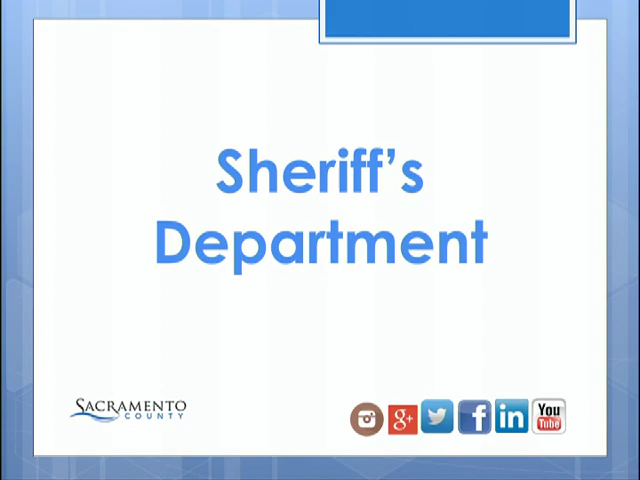 Sheriff's
Department
SACRAMENTO
COUNTY
g+
f
in
You
Tube